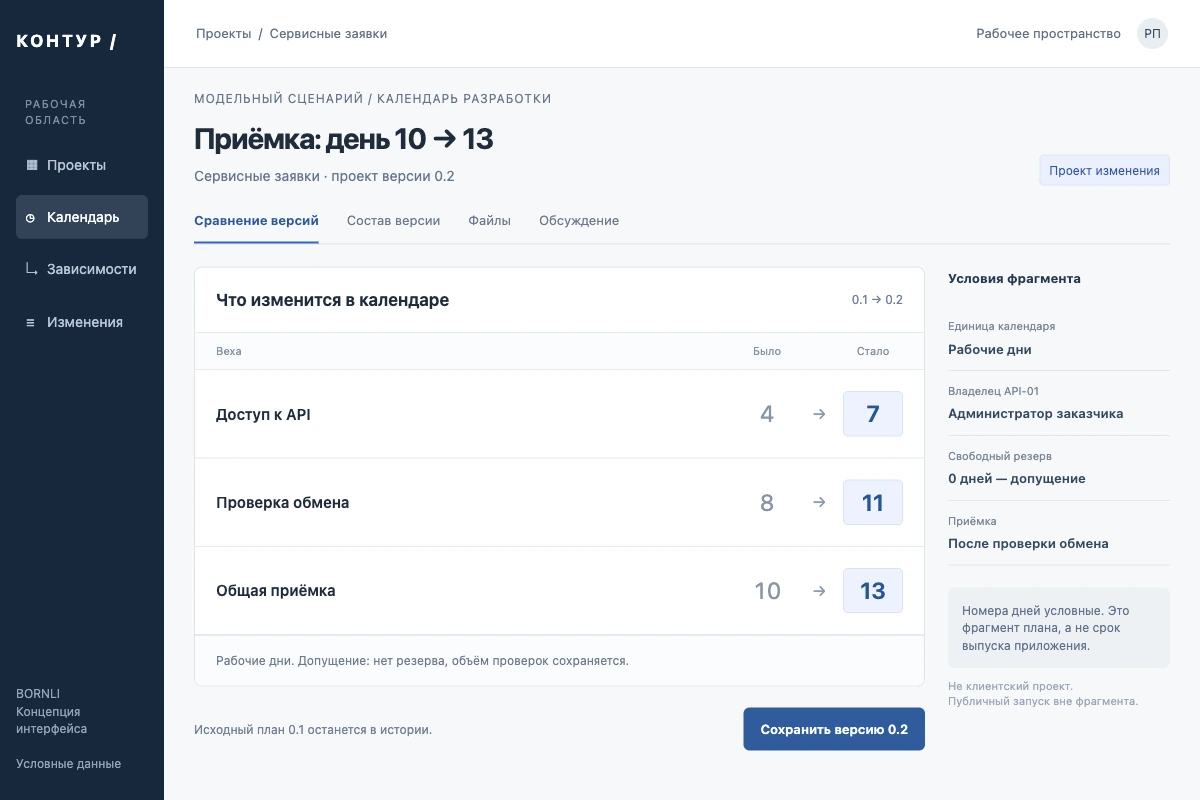 КОНТУР /
РАБОЧАЯ
ОБЛАСТЬ
Проекты
Календарь
Зависимости
Изменения
BORNLI
Концепция
интерфейса
Условные данные
Проекты / Сервисные заявки
Рабочее пространство
РП
МОДЕЛЬНЫЙ СЦЕНАРИЙ / КАЛЕНДАРЬ РАЗРАБОТКИ
Приёмка: день 10 → 13
Сервисные заявки · проект версии 0.2
Проект изменения
Сравнение версий
Состав версии
Файлы
Обсуждение
Что изменится в календаре
0.1 → 0.2
Веха Было Стало
Доступ к API 4 → 7
Проверка обмена 8 → 11
Общая приёмка 10 → 13
Рабочие дни. Допущение: нет резерва, объём проверок сохраняется.
Исходный план 0.1 останется в истории.
Сохранить версию 0.2
Условия фрагмента
Единица календаря
Рабочие дни
Владелец API-01
Администратор заказчика
Свободный резерв
0 дней — допущение
Приёмка
После проверки обмена
Номера дней условные. Это
фрагмент плана, а не срок
выпуска приложения.
Не клиентский проект.
Публичный запуск вне фрагмента.